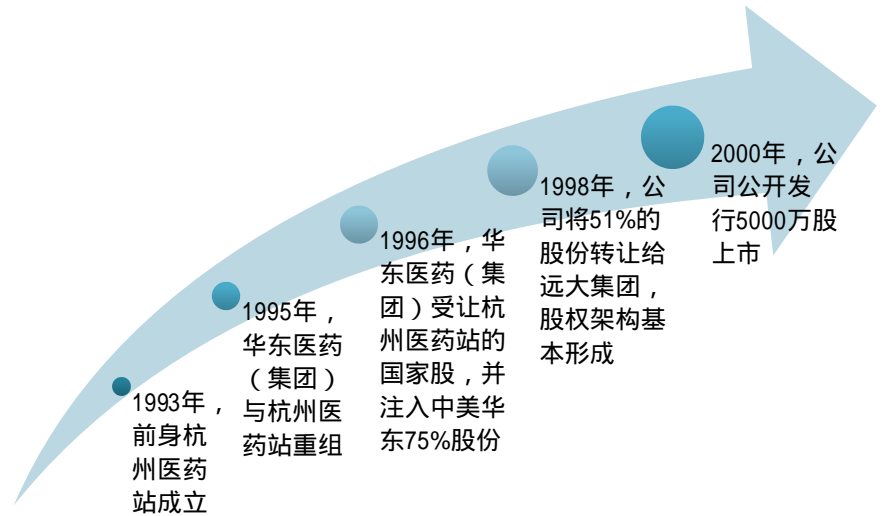 1993年，
前身杭
州医药
站成立
1995年，
华东医药
（集团）
与杭州医
药站重组
1996年，华
东医药（集
团）受让杭
州医药站的
国家股，并
注入中美华
东75%股份
1998年，公
司将51%的
股份转让给
远大集团，
股权架构基
本形成
2000年，公
司公开发
行5000万股
上市